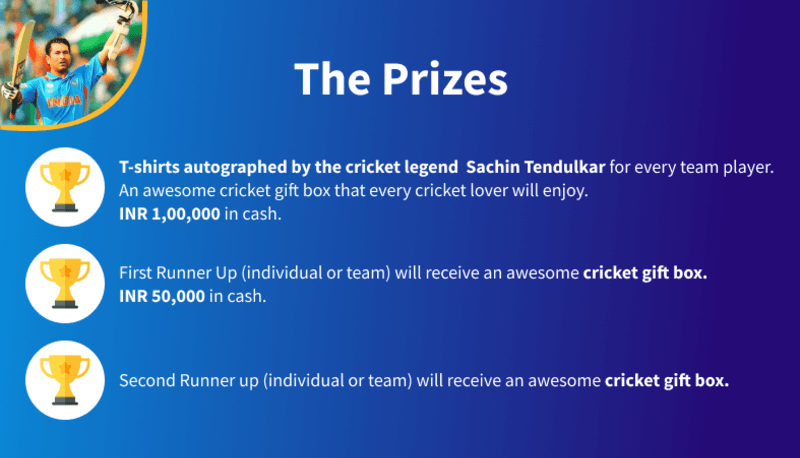 INDIA
The Prizes
T-shirts autographed by the cricket legend  Sachin Tendulkar for every team player.
An awesome cricket gift box that every cricket lover will enjoy.
INR 1,00,000 in cash.
First Runner Up (individual or team) will receive an awesome cricket gift box.
INR 50,000 in cash.
Second Runner up (individual or team) will receive an awesome cricket gift box.